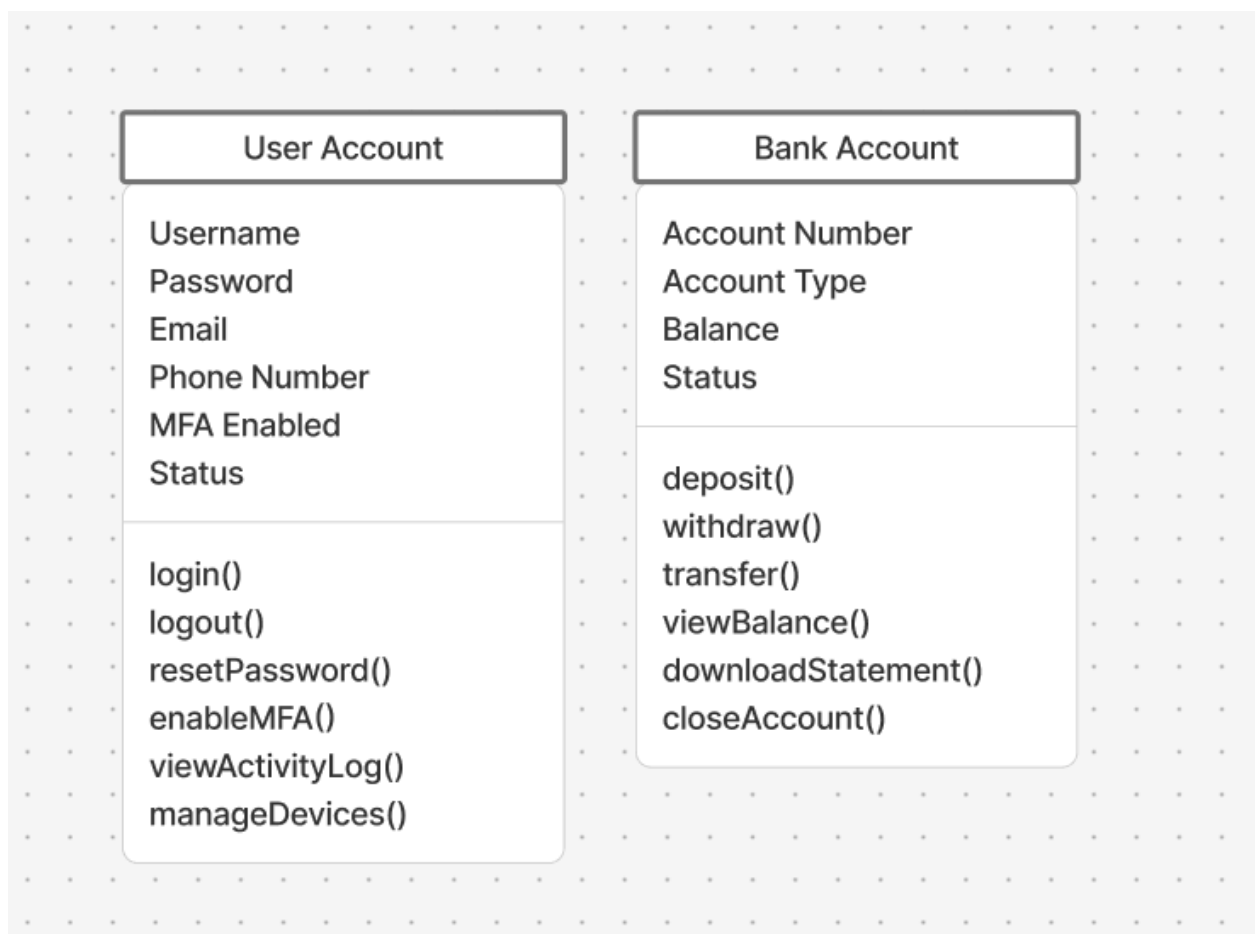 User Account
Username
Password
Email
Phone Number
MFA Enabled
Status
login()
logout()
resetPassword()
enableMFA()
viewActivityLog()
manageDevices()
Bank Account
Account Number
Account Type
Balance
Status
deposit()
withdraw()
transfer()
viewBalance()
downloadStatement()
closeAccount()